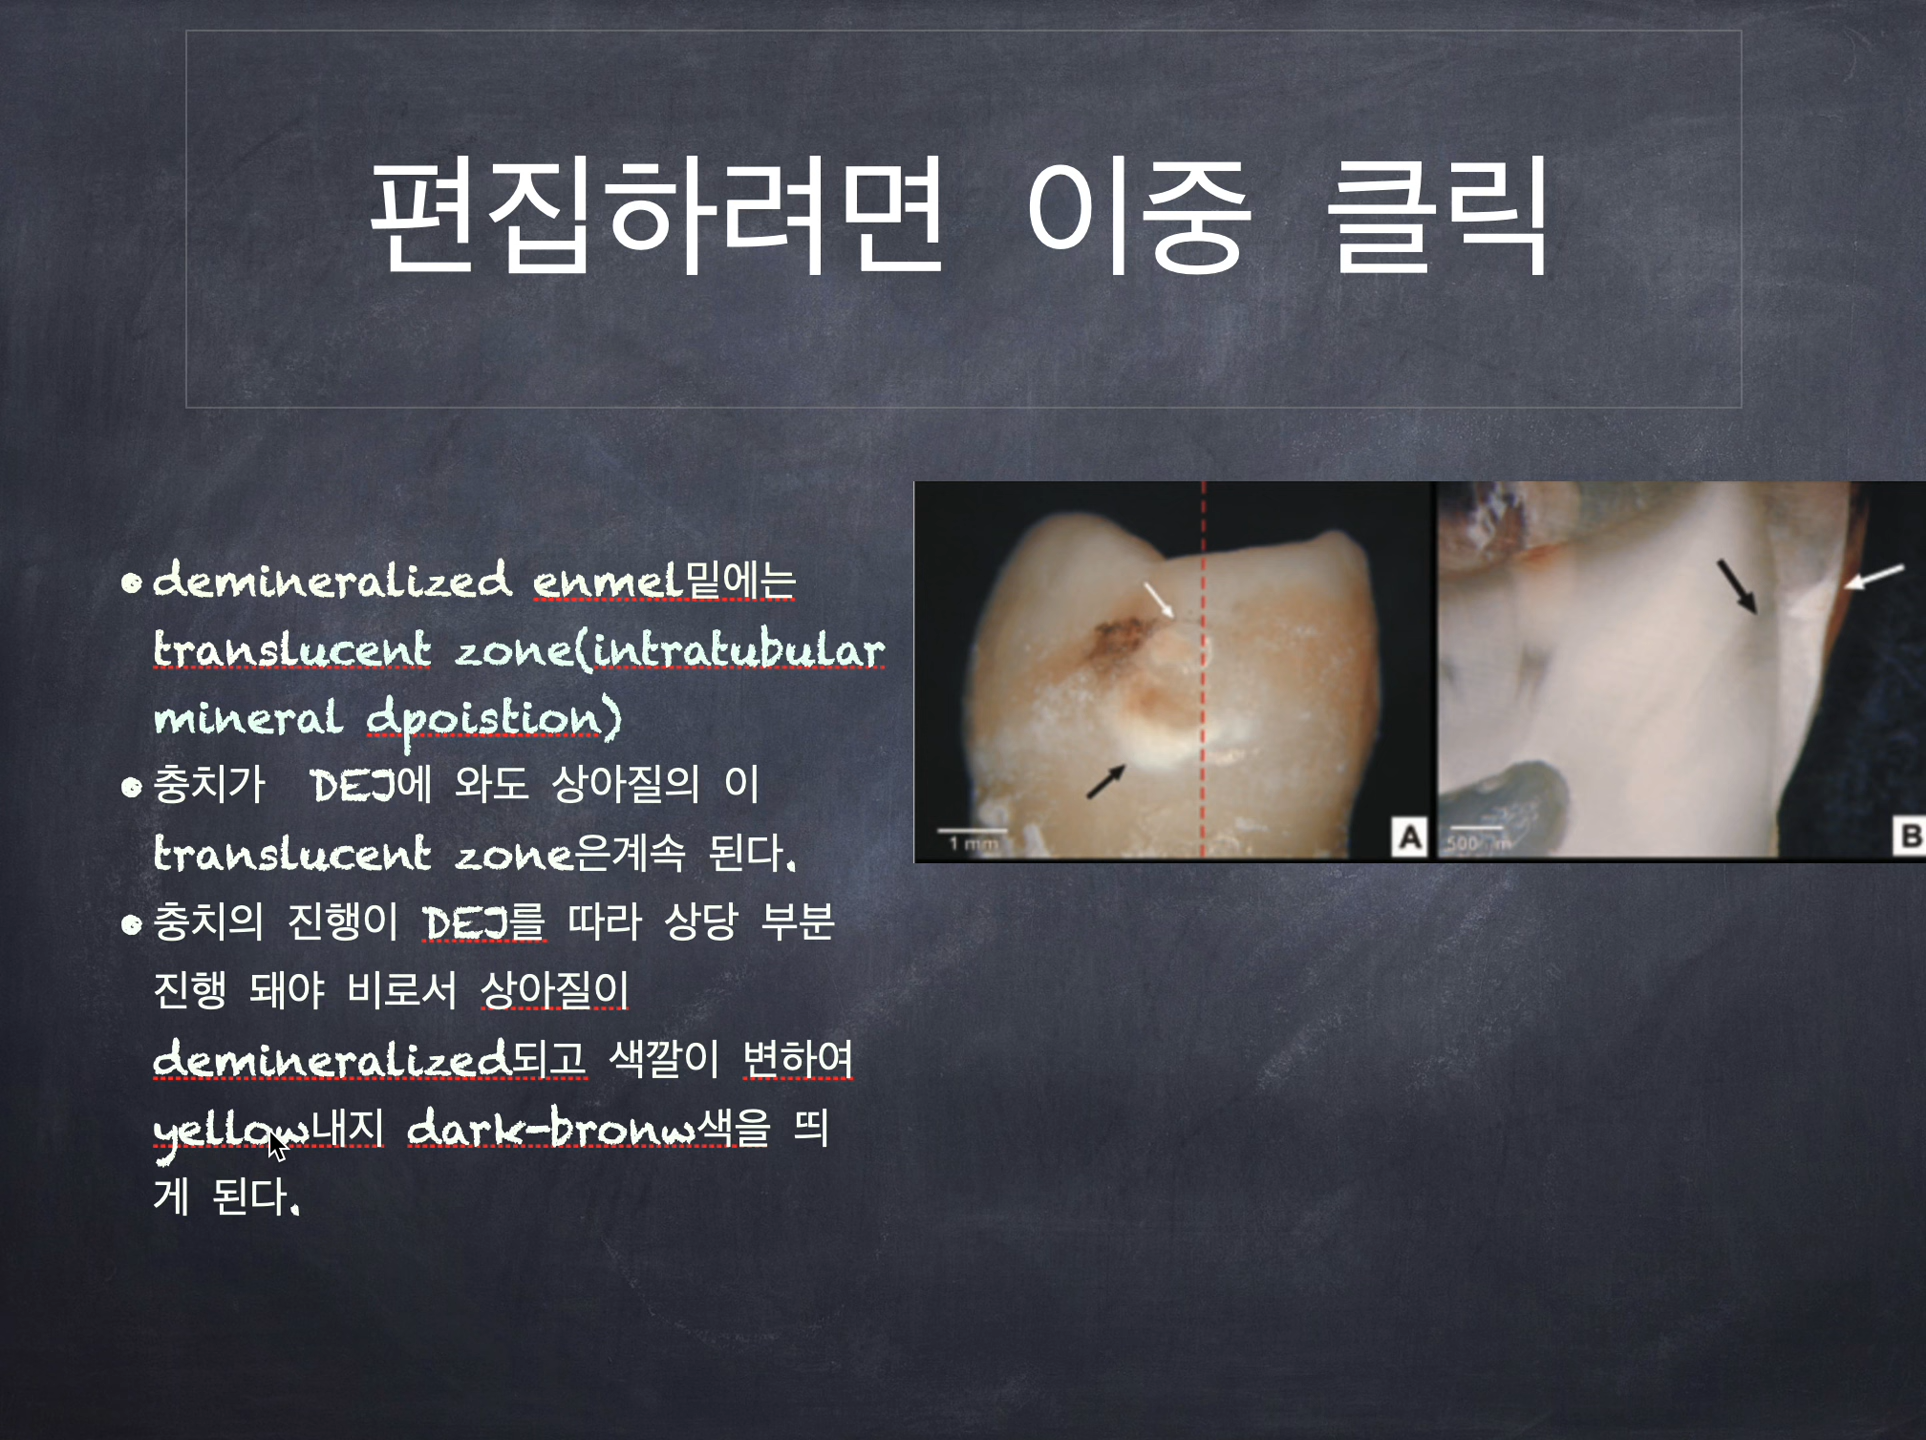 편집하려면 이중 클릭
demineralized enmel밑에는
translucent zone(intratubular
mineral dpoistion)
충치가 DEJ에 와도 상아질의 이
translucent zone은계속 된다.
충치의 진행이 DEJ를 따라 상당 부분
진행 돼야 비로서 상아질이
demineralized되고 색깔이 변하여
yellow내지 dark-bronw색을 띄
게 된다.
1 mm
A
500 m
B